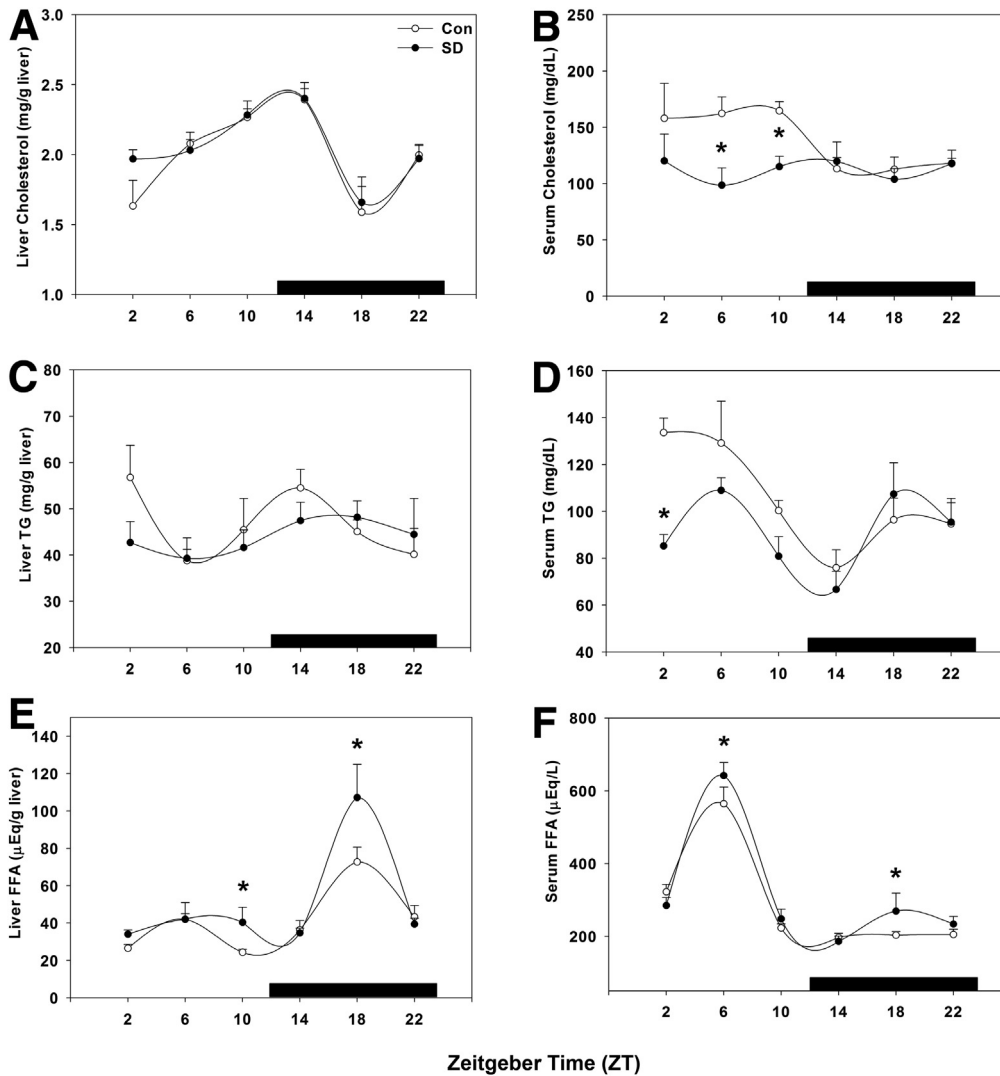 A
Liver Cholesterol (mg/g liver)
3.0
2.5
2.0
1.5
1.0
Con
SD
2 6 10 14 18 22
B
Serum Cholesterol (mg/dL)
250
200
150
100
50
0
*
*
2 6 10 14 18 22
C
Liver TG (mg/g liver)
80
70
60
50
40
30
20
2 6 10 14 18 22
D
Serum TG (mg/dL)
160
140
120
100
80
60
40
*
2 6 10 14 18 22
E
Liver FFA (μEq/g liver)
140
120
100
80
60
40
20
0
*
*
2 6 10 14 18 22
F
Serum FFA (μEq/L)
800
600
400
200
*
*
2 6 10 14 18 22
Zeitgeber Time (ZT)